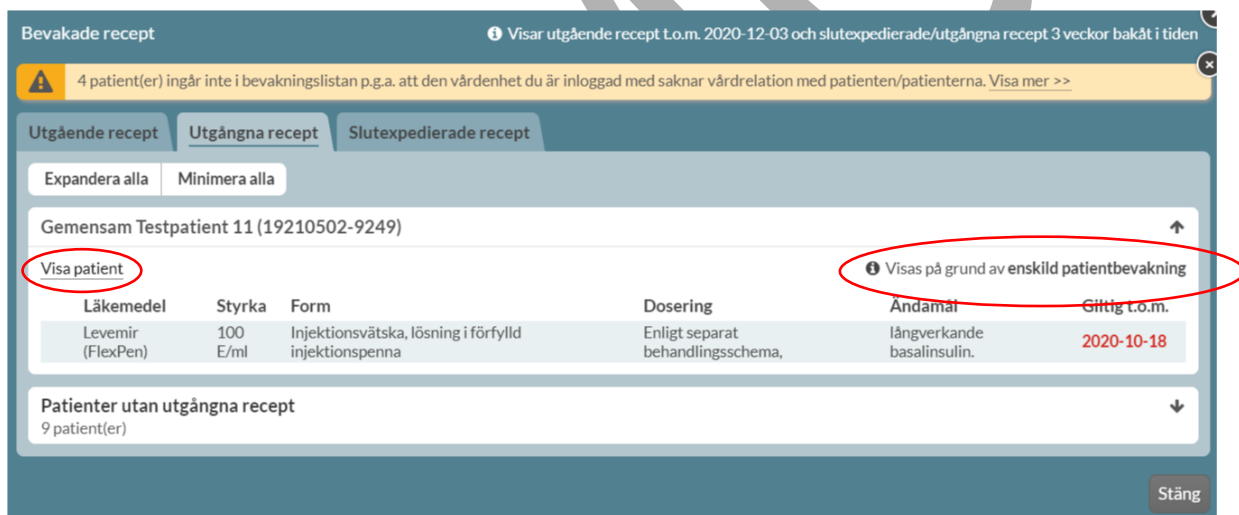 Bevakade recept
Visar utgående recept t.o.m. 2020-12-03 och slutexpedierade/utgångna recept 3 veckor bakåt i tiden
4 patient(er) ingår inte i bevakningslistan p.g.a. att den vårdenhet du är inloggad med saknar vårdrelation med patienten/patienterna. Visa mer >>
Utgående recept Utgångna recept Slutexpedierade recept
Expandera alla Minimera alla
Gemensam Testpatient 11 (19210502-9249)
Visa patient Visas på grund av enskild patientbevakning
Läkemedel Styrka Form Dosering Ändamål Giltig t.o.m.
Levemir (FlexPen) 100 E/ml Injektionsvätska, lösning i förfylld injektionspenna Enligt separat behandlingsschema, långverkande basalinsulin. 2020-10-18
Patienter utan utgångna recept
9 patient(er)
Stäng